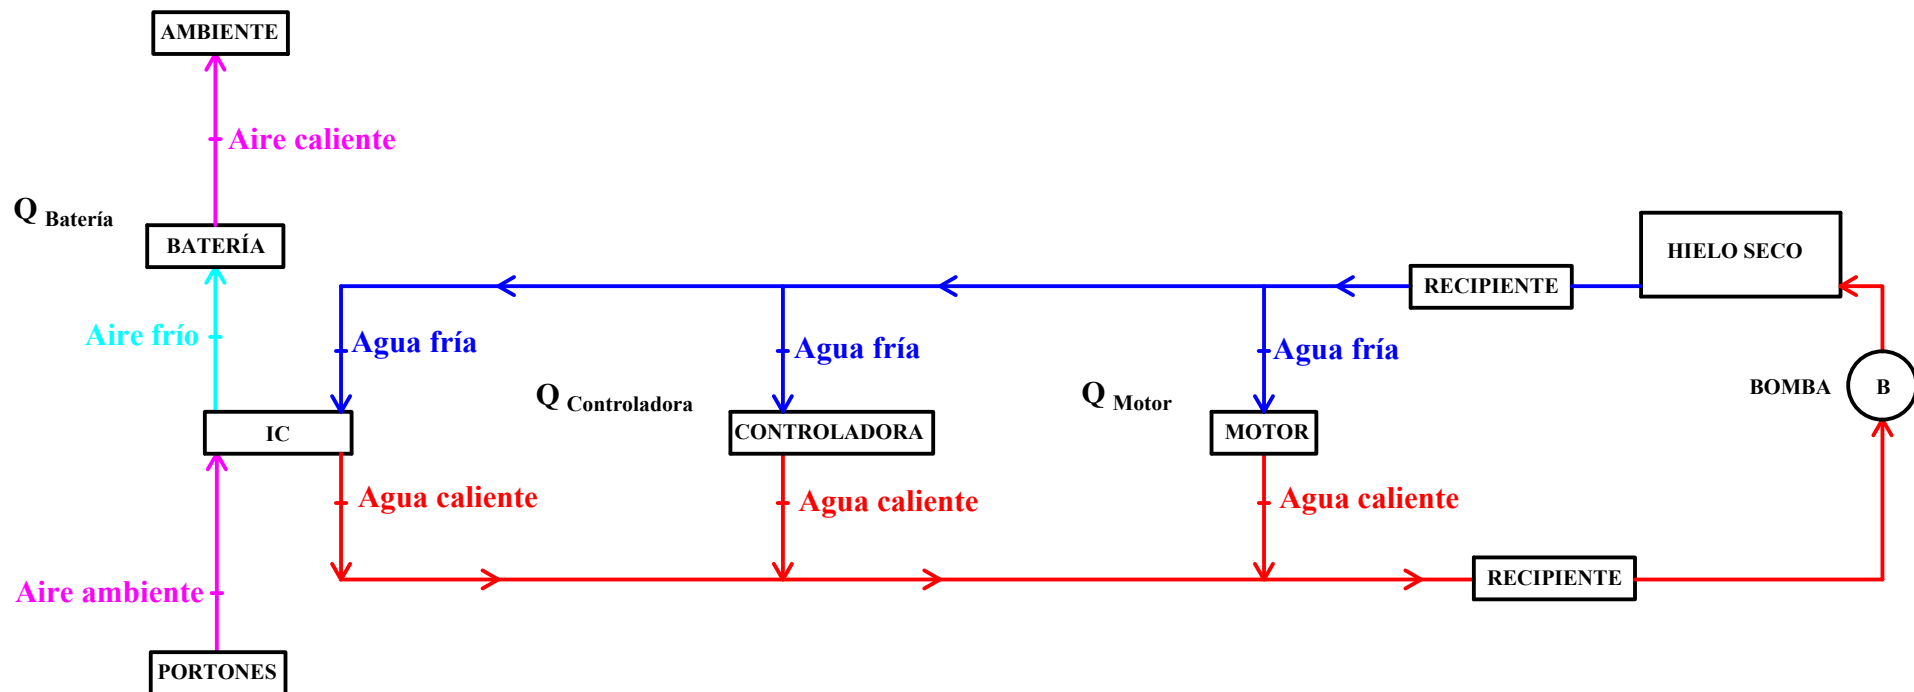 AMBIENTE
Aire caliente
Q Batería
BATERÍA
HIELO SECO
RECIPIENTE
Aire frío
Agua fría
Agua fría
Agua fría
Q Controladora
Q Motor
BOMBA
B
IC
CONTROLADORA
MOTOR
Agua caliente
Agua caliente
Agua caliente
Aire ambiente
RECIPIENTE
PORTONES